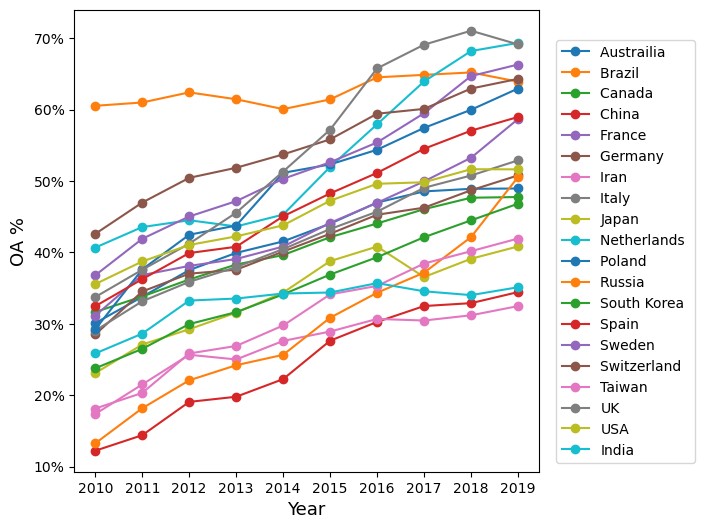 70%
60%
50%
40%
30%
20%
10%
OA %
2010 2011 2012 2013 2014 2015 2016 2017 2018 2019
Year
Austrailia
Brazil
Canada
China
France
Germany
Iran
Italy
Japan
Netherlands
Poland
Russia
South Korea
Spain
Sweden
Switzerland
Taiwan
UK
USA
India